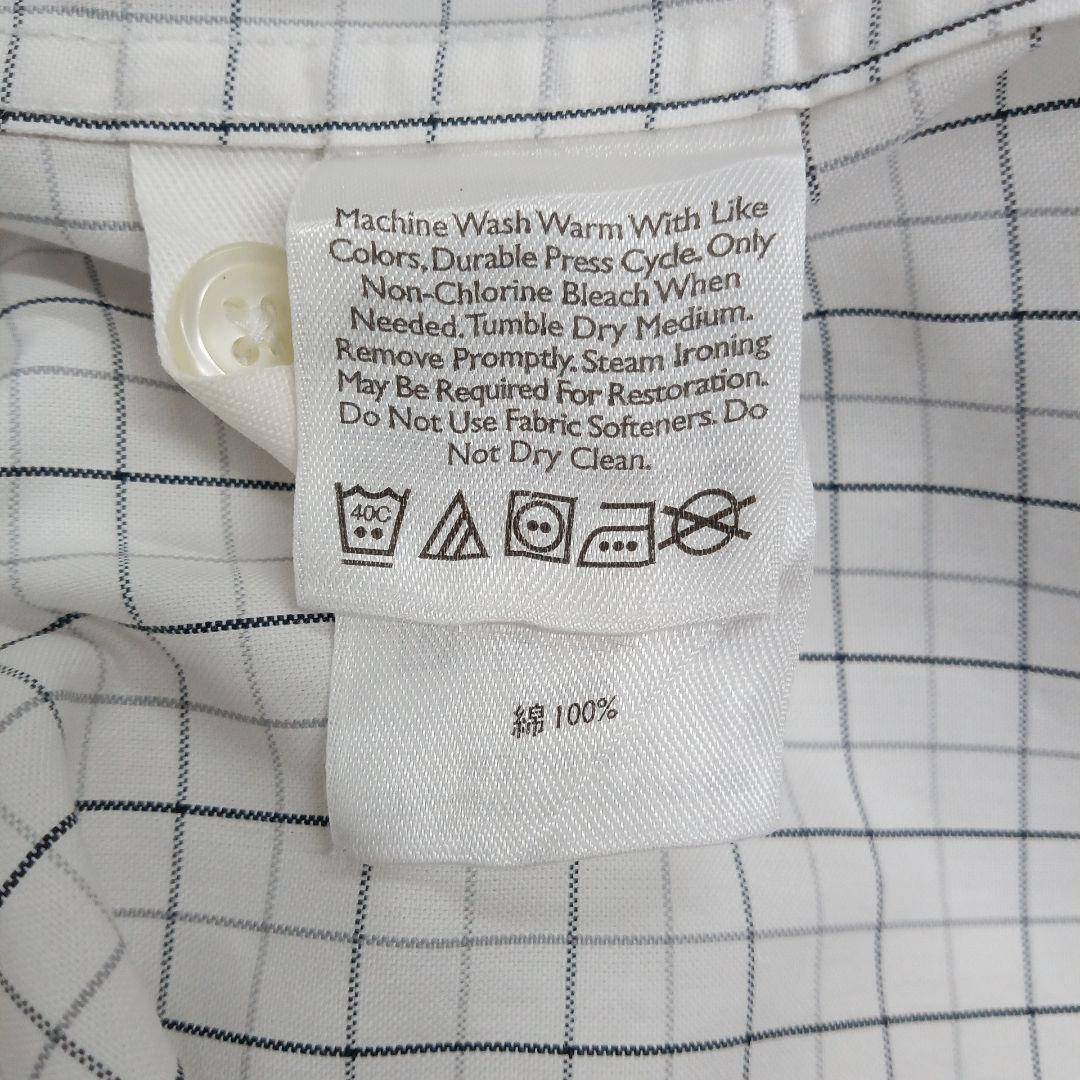 Machine Wash Warm With Like
Colors, Durable Press Cycle. Only
Non-Chlorine Bleach When
Needed. Tumble Dry Medium.
Remove Promptly. Steam Ironing
May Be Required For Restoration.
Do Not Use Fabric Softeners. Do
Not Dry Clean.
40C
綿 100%